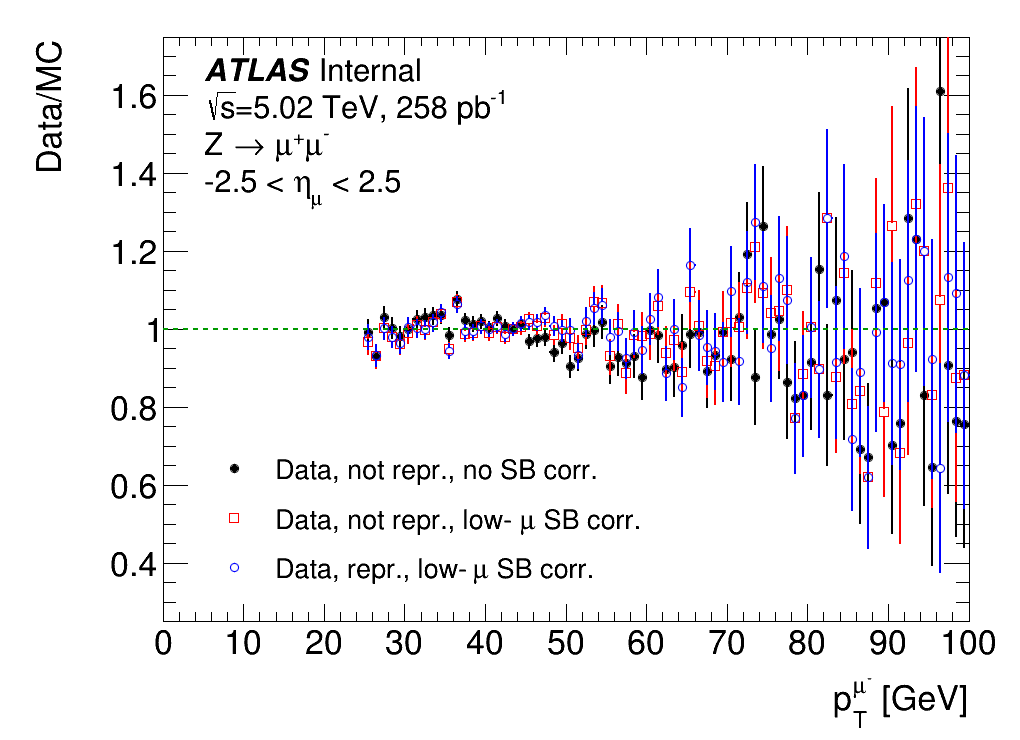 Data/MC
ATLAS Internal
√s=5.02 TeV, 258 pb⁻¹
Z → μ⁺μ⁻
-2.5 < η_μ < 2.5
1.6
1.4
1.2
1
0.8
0.6
0.4
Data, not repr., no SB corr.
Data, not repr., low- μ SB corr.
Data, repr., low- μ SB corr.
0 10 20 30 40 50 60 70 80 90 100
p_T^μ⁻ [GeV]